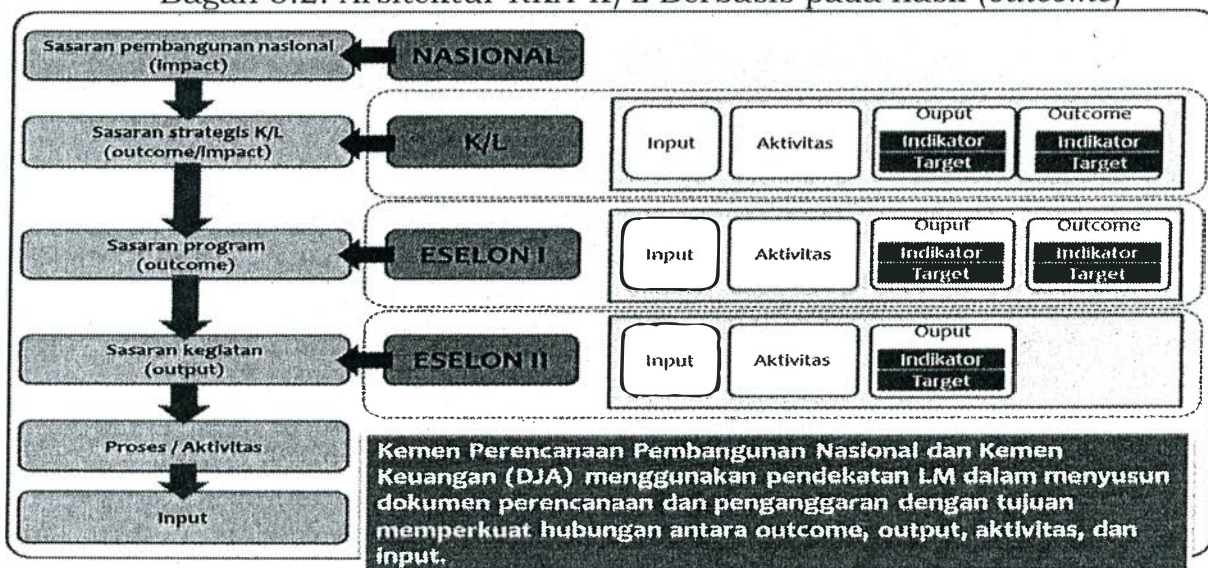 Bagan 3.2. Arsitektur RKA-K/L Berbasis pada hasil (outcome)
Sasaran pembangunan nasional
(impact)
NASIONAL
Sasaran strategis K/L
(outcome/impact)
K/L
Input
Aktivitas
Ouput
Indikator
Target
Outcome
Indikator
Target
Sasaran program
(outcome)
ESELON I
Input
Aktivitas
Ouput
Indikator
Target
Outcome
Indikator
Target
Sasaran kegiatan
(output)
ESELON II
Input
Aktivitas
Ouput
Indikator
Target
Proses / Aktivitas
Input
Kemen Perencanaan Pembangunan Nasional dan Kemen
Keuangan (DJA) menggunakan pendekatan LM dalam menyusun
dokumen perencanaan dan penganggaran dengan tujuan
memperkuat hubungan antara outcome, output, aktivitas, dan
input.